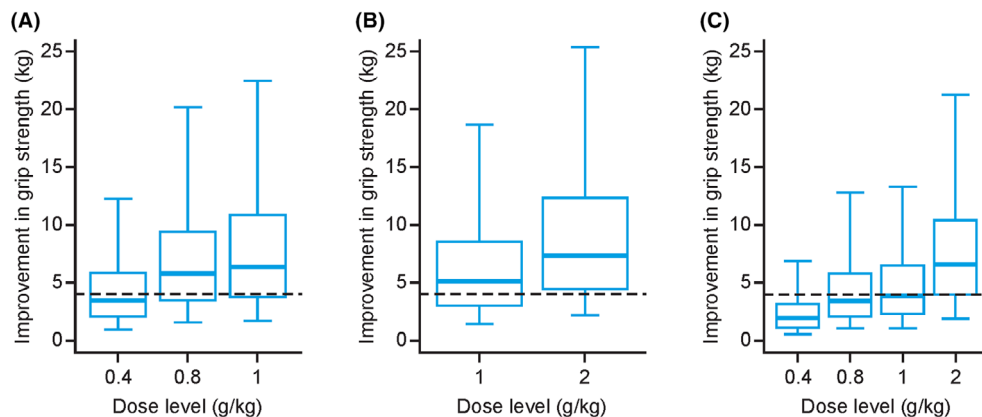 (A)
Improvement in grip strength (kg)
25
20
15
10
5
0
0.4 0.8 1
Dose level (g/kg)
(B)
Improvement in grip strength (kg)
25
20
15
10
5
0
1 2
Dose level (g/kg)
(C)
Improvement in grip strength (kg)
25
20
15
10
5
0
0.4 0.8 1 2
Dose level (g/kg)